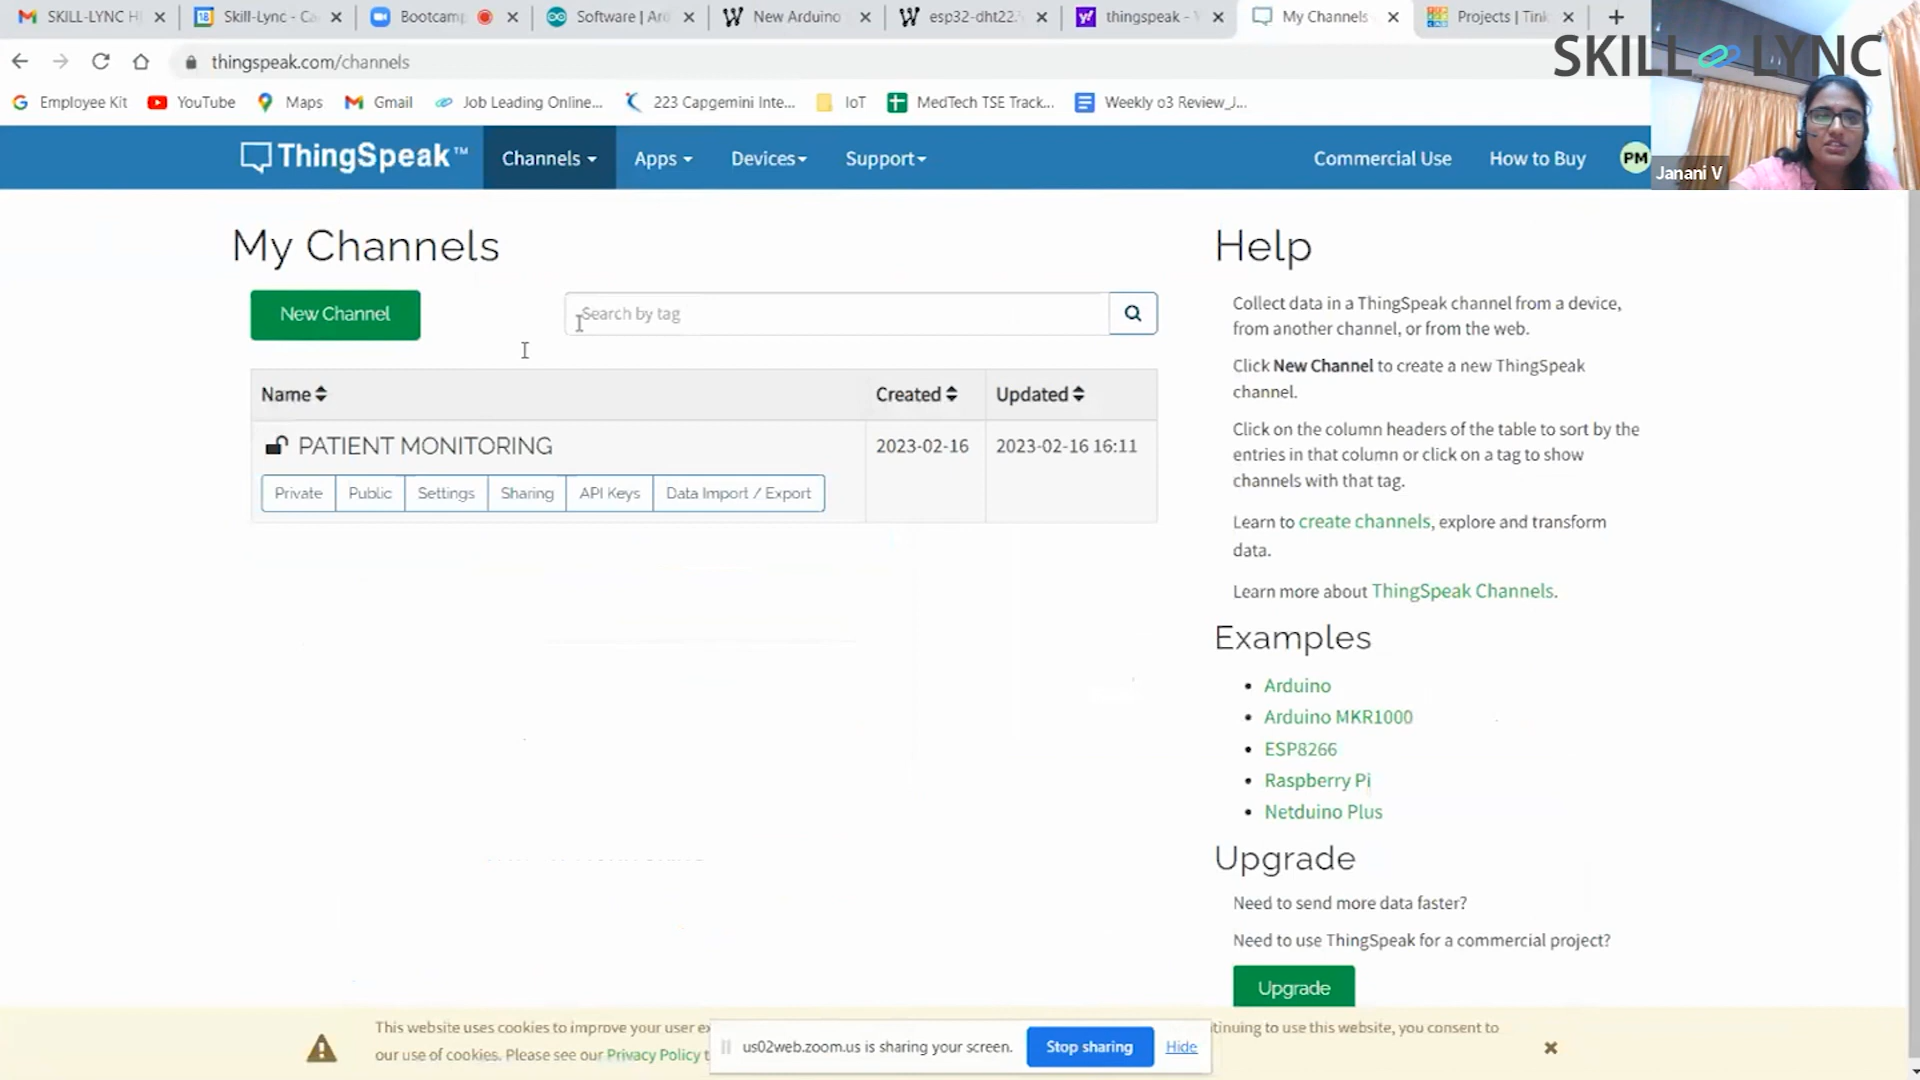 SKILL-LYNC H
Skill-Lync - Ca
Bootcamp
Software | Ard
New Arduino
esp32-dht22.
thingspeak -
My Channels
Projects | Tink
SKILL LYNC
thingspeak.com/channels
Employee Kit
YouTube
Maps
Gmail
Job Leading Online...
223 Capgemini Inte...
IoT
MedTech TSE Track...
Weekly o3 Review_J...
ThingSpeak™
Channels
Apps
Devices
Support
Commercial Use
How to Buy
PM
Janani V
My Channels
New Channel
Search by tag
Name
Created
Updated
PATIENT MONITORING
2023-02-16
2023-02-16 16:11
Private
Public
Settings
Sharing
API Keys
Data Import / Export
Help
Collect data in a ThingSpeak channel from a device,
from another channel, or from the web.
Click New Channel to create a new ThingSpeak
channel.
Click on the column headers of the table to sort by the
entries in that column or click on a tag to show
channels with that tag.
Learn to create channels, explore and transform
data.
Learn more about ThingSpeak Channels.
Examples
Arduino
Arduino MKR1000
ESP8266
Raspberry Pi
Netduino Plus
Upgrade
Need to send more data faster?
Need to use ThingSpeak for a commercial project?
Upgrade
This website uses cookies to improve your user ex
tinuing to use this website, you consent to
our use of cookies. Please see our Privacy Policy t
us02web.zoom.us is sharing your screen.
Stop sharing
Hide